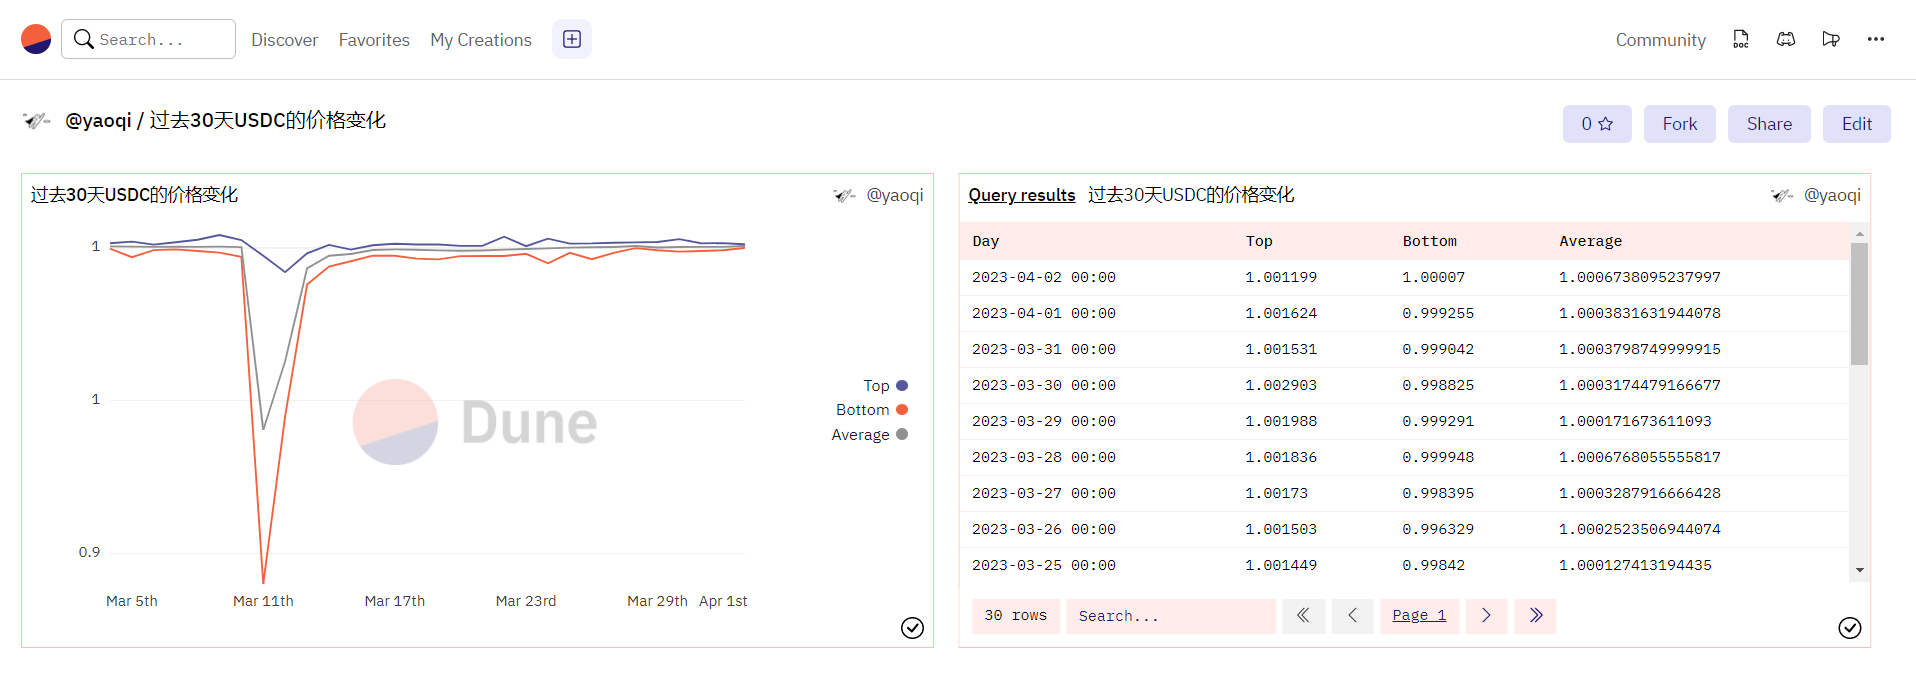 Search... Discover Favorites My Creations Community DOC
@yaoqi / 过去30天USDC的价格变化 0 Fork Share Edit
过去30天USDC的价格变化 @yaoqi
1
1
0.9
Mar 5th Mar 11th Mar 17th Mar 23rd Mar 29th Apr 1st
Top
Bottom
Average
Dune
Query results 过去30天USDC的价格变化 @yaoqi
Day Top Bottom Average
2023-04-02 00:00 1.001199 1.00007 1.0006738095237997
2023-04-01 00:00 1.001624 0.999255 1.0003831631944078
2023-03-31 00:00 1.001531 0.999042 1.0003798749999915
2023-03-30 00:00 1.002903 0.998825 1.0003174479166677
2023-03-29 00:00 1.001988 0.999291 1.000171673611093
2023-03-28 00:00 1.001836 0.999948 1.0006768055555817
2023-03-27 00:00 1.00173 0.998395 1.0003287916666428
2023-03-26 00:00 1.001503 0.996329 1.0002523506944074
2023-03-25 00:00 1.001449 0.99842 1.000127413194435
30 rows Search... Page 1